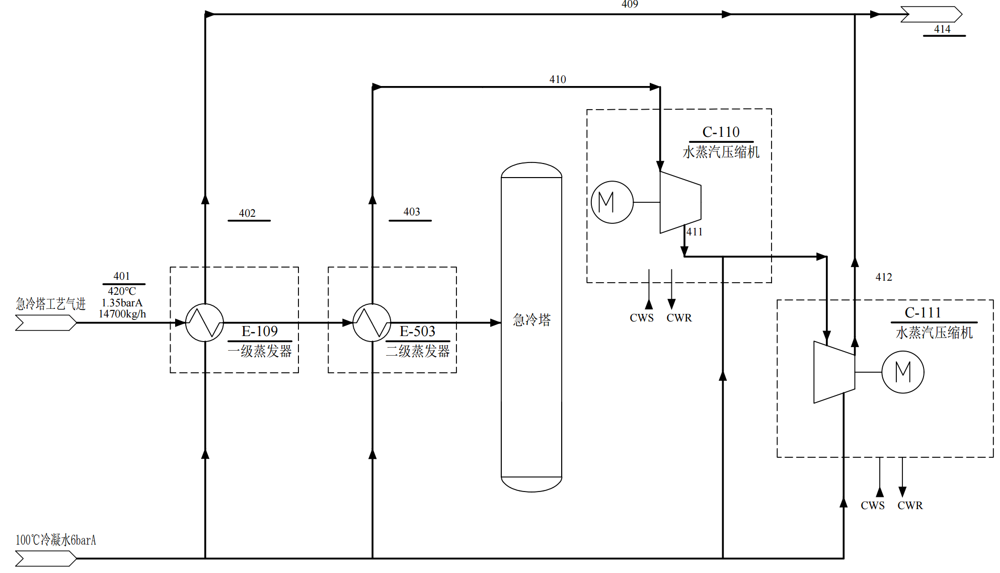 409
414
410
C-110
水蒸汽压缩机
M
402
403
411
401
420℃
1.35barA
14700kg/h
急冷塔工艺气进
E-109
一级蒸发器
E-503
二级蒸发器
急冷塔
CWS
CWR
412
C-111
水蒸汽压缩机
M
CWS
CWR
100℃冷凝水6barA